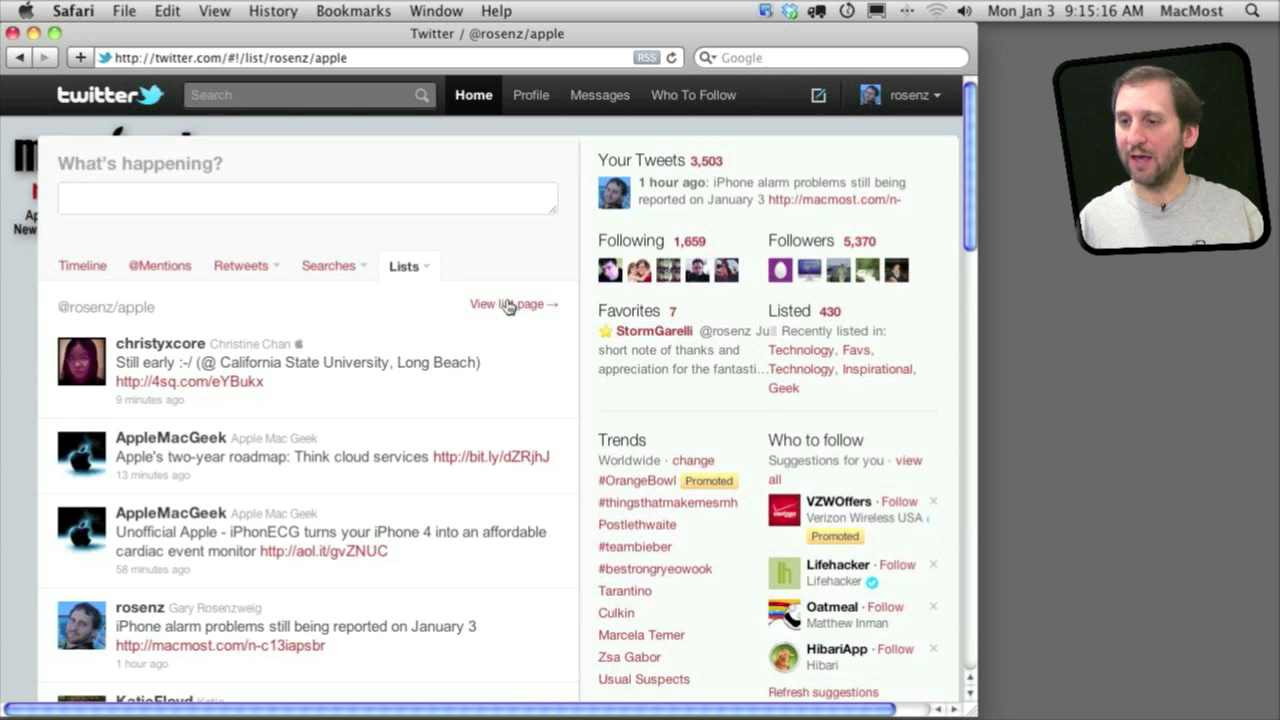 Safari File Edit View History Bookmarks Window Help Mon Jan 3 9:15:16 AM MacMost
Twitter / @rosenz/apple
http://twitter.com/#!/list/rosenz/apple RSS Google
twitter Search Home Profile Messages Who To Follow rosenz
What's happening?
Timeline @Mentions Retweets Searches Lists
@rosenz/apple
View page →
christyxcore Christine Chan
Still early :-/ (@ California State University, Long Beach)
http://4sq.com/eYBukx
9 minutes ago
AppleMacGeek Apple Mac Geek
Apple's two-year roadmap: Think cloud services http://bit.ly/dZRjhJ
13 minutes ago
AppleMacGeek Apple Mac Geek
Unofficial Apple - iPhonECG turns your iPhone 4 into an affordable
cardiac event monitor http://aol.it/gvZNUC
58 minutes ago
rosenz Gary Rosenzweig
iPhone alarm problems still being reported on January 3
http://macmost.com/n-c13iapsbr
1 hour ago
KatieFloyd Katie
Your Tweets 3,503
1 hour ago: iPhone alarm problems still being
reported on January 3 http://macmost.com/n-
Following 1,659
Followers 5,370
Favorites 7
StormGarelli @rosenz Ju
short note of thanks and
appreciation for the fantasti...
Listed 430
Recently listed in:
Technology, Favs,
Technology, Inspirational,
Geek
Trends
Worldwide · change
#OrangeBowl Promoted
#thingsthatmakemesmh
Postlethwaite
#teambieber
#bestrongryeowook
Tarantino
Culkin
Marcela Temer
Zsa Gabor
Usual Suspects
Who to follow
Suggestions for you · view
all
VZWOffers · Follow
Verizon Wireless USA
Promoted
Lifehacker · Follow
Lifehacker
Oatmeal · Follow
Matthew Inman
HibariApp · Follow
Hibari
Refresh suggestions